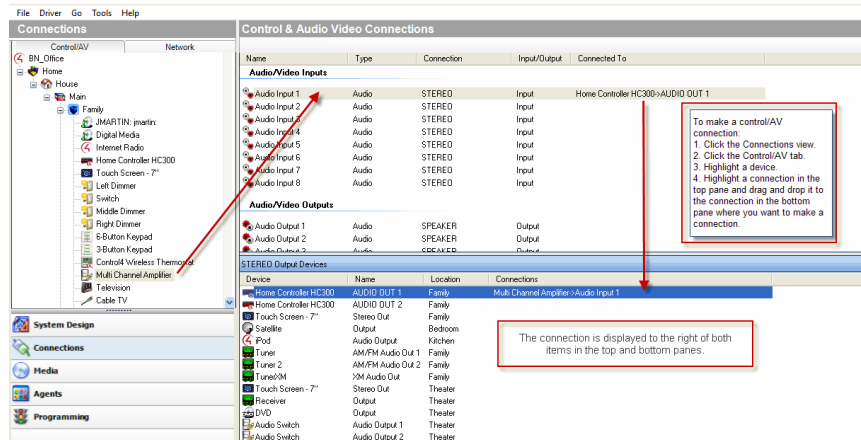 File Driver Go Tools Help
Connections
Control/AV Network
BN_Office
Home
House
Main
Family
JMARTIN: jmartin:
Digital Media
Internet Radio
Home Controller HC300
Touch Screen - 7"
Left Dimmer
Switch
Middle Dimmer
Right Dimmer
6-Button Keypad
3-Button Keypad
Control4 Wireless Thermostat
Multi Channel Amplifier
Television
Cable TV
System Design
Connections
Media
Agents
Programming
Control & Audio Video Connections
Name Type Connection Input/Output Connected To
Audio/Video Inputs
Audio Input 1 Audio STEREO Input Home Controller HC300->AUDIO OUT 1
Audio Input 2 Audio STEREO Input
Audio Input 3 Audio STEREO Input
Audio Input 4 Audio STEREO Input
Audio Input 5 Audio STEREO Input
Audio Input 6 Audio STEREO Input
Audio Input 7 Audio STEREO Input
Audio Input 8 Audio STEREO Input
Audio/Video Outputs
Audio Output 1 Audio SPEAKER Output
Audio Output 2 Audio SPEAKER Output
Audio Output 3 Audio SPEAKER Output
To make a control/AV
connection:
1. Click the Connections view.
2. Click the Control/AV tab.
3. Highlight a device.
4. Highlight a connection in the
top pane and drag and drop it to
the connection in the bottom
pane where you want to make a
connection.
STEREO Output Devices
Device Name Location Connections
Home Controller HC300 AUDIO OUT 1 Family Multi Channel Amplifier->Audio Input 1
Home Controller HC300 AUDIO OUT 2 Family
Touch Screen - 7" Stereo Out Family
Satellite Output Bedroom
iPod Audio Output Kitchen
Tuner AM/FM Audio Out 1 Family
Tuner 2 AM/FM Audio Out 2 Family
TunerXM XM Audio Out Family
Touch Screen - 7" Stereo Out Theater
Receiver Output Theater
DVD Output Theater
Audio Switch Audio Output 1 Theater
Audio Switch Audio Output 2 Theater
The connection is displayed to the right of both
items in the top and bottom panes.